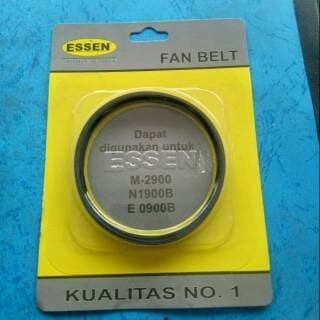 ESSEN
FAN BELT
Dapat
digunakan untuk :
ESSEN
M-2900
N1900B
E 0900B
KUALITAS NO. 1